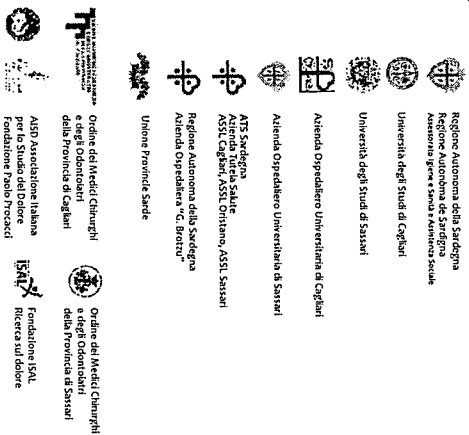 Regione Autonoma della Sardegna
Regione Autònoma de Sardigna
Assessorato Igiene e Sanità e Assistenza Sociale
Università degli Studi di Cagliari
Università degli Studi di Sassari
Azienda Ospedaliero Universitaria di Cagliari
Azienda Ospedaliero Universitaria di Sassari
ATS Sardegna
Azienda Tutela Salute
ASSL Cagliari, ASSL Oristano, ASSL Sassari
Regione Autonoma della Sardegna
Azienda Ospedaliera "G. Brotzu"
Unione Provincie Sarde
Ordine dei Medici Chirurghi
e degli Odontoiatri
della Provincia di Cagliari
Ordine dei Medici Chirurghi
e degli Odontoiatri
della Provincia di Sassari
AISD Associazione Italiana
per lo Studio del Dolore
Fondazione Paolo Procacci
ISAL
Fondazione ISAL
Ricerca sul dolore